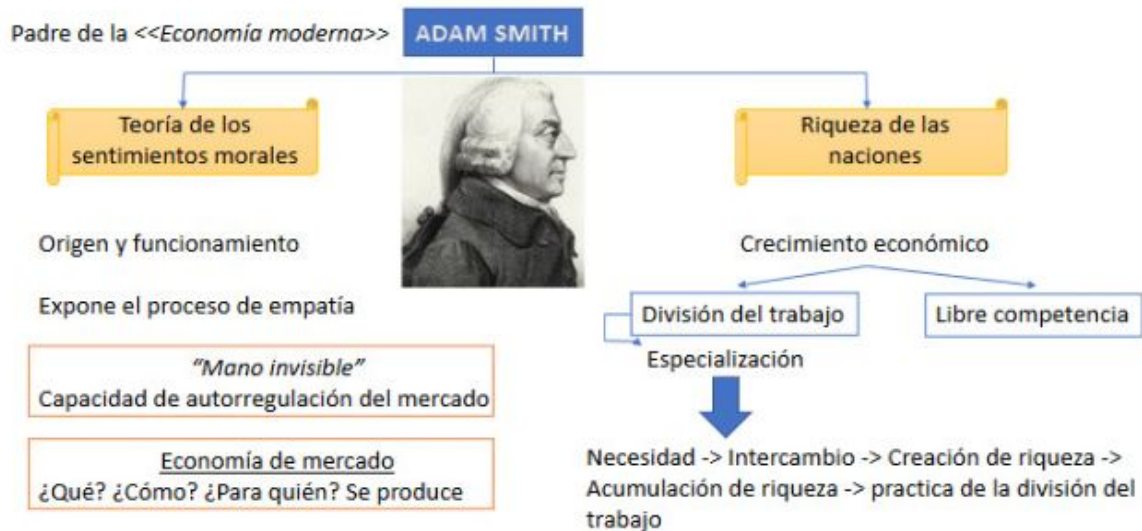 Padre de la <<Economía moderna>>
ADAM SMITH
Teoría de los
sentimientos morales
Origen y funcionamiento
Expone el proceso de empatía
“Mano invisible”
Capacidad de autorregulación del mercado
Economía de mercado
¿Qué? ¿Cómo? ¿Para quién? Se produce
Riqueza de las
naciones
Crecimiento económico
División del trabajo
Libre competencia
Especialización
Necesidad -> Intercambio -> Creación de riqueza ->
Acumulación de riqueza -> practica de la división del
trabajo